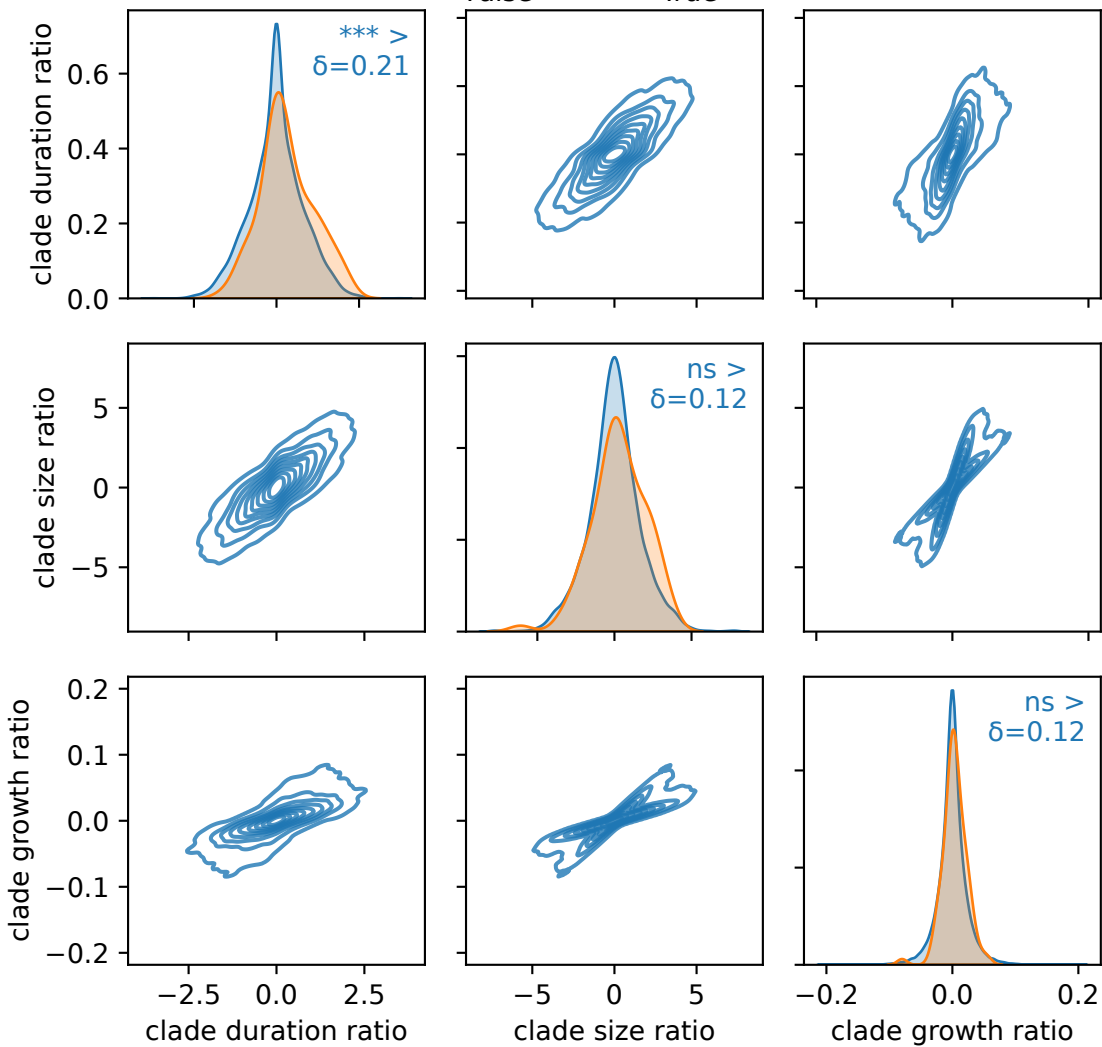 clade duration ratio
0.6
0.4
0.2
0.0
*** >
δ=0.21
clade size ratio
5
0
−5
ns >
δ=0.12
clade growth ratio
0.2
0.1
0.0
−0.1
−0.2
ns >
δ=0.12
−2.5 0.0 2.5
clade duration ratio
−5 0 5
clade size ratio
−0.2 0.0 0.2
clade growth ratio